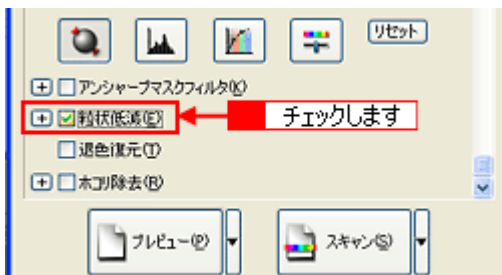 リセット
アンシャープマスクフィルタ(K)
粒状低減(E)
チェックします
退色復元(T)
ホコリ除去(R)
プレビュー(P)
スキャン(S)